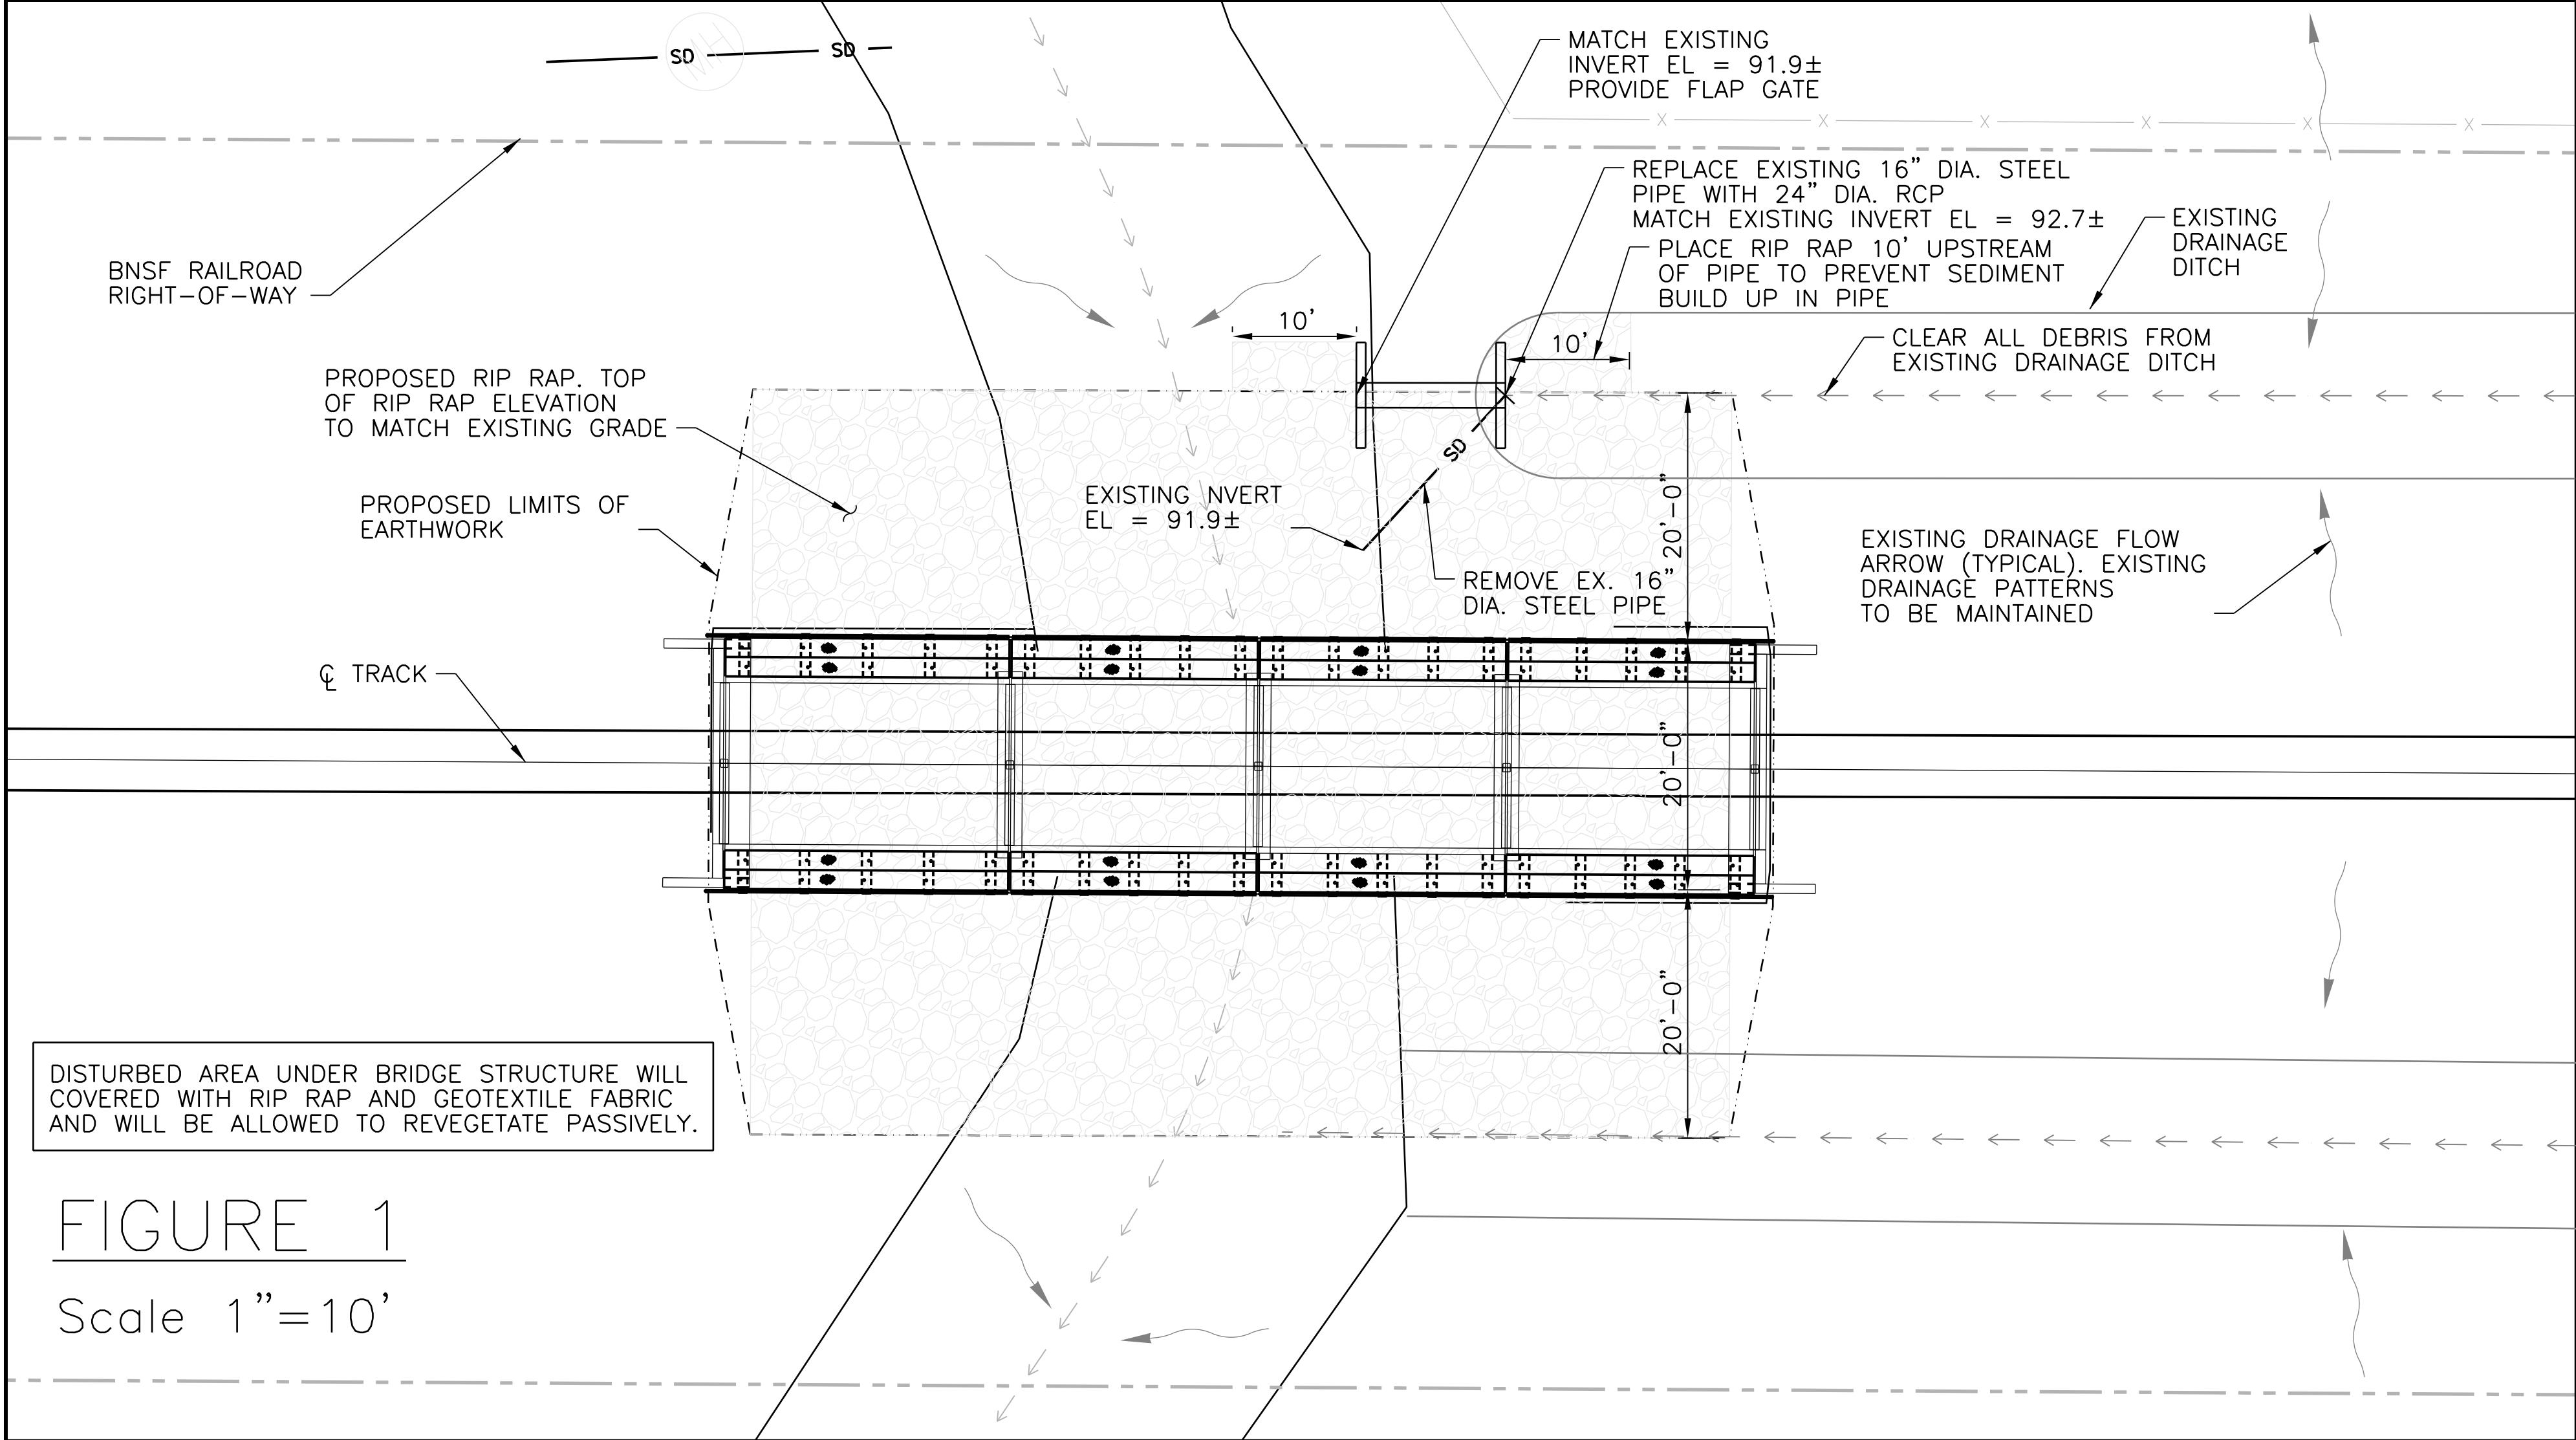 SD
SD
MH
MATCH EXISTING
INVERT EL = 91.9±
PROVIDE FLAP GATE
X X X X X X
REPLACE EXISTING 16" DIA. STEEL
PIPE WITH 24" DIA. RCP
MATCH EXISTING INVERT EL = 92.7±
PLACE RIP RAP 10' UPSTREAM
OF PIPE TO PREVENT SEDIMENT
BUILD UP IN PIPE
EXISTING
DRAINAGE
DITCH
BNSF RAILROAD
RIGHT-OF-WAY
10'
10'
CLEAR ALL DEBRIS FROM
EXISTING DRAINAGE DITCH
PROPOSED RIP RAP. TOP
OF RIP RAP ELEVATION
TO MATCH EXISTING GRADE
SD
PROPOSED LIMITS OF
EARTHWORK
EXISTING NVERT
EL = 91.9±
20'-0"
EXISTING DRAINAGE FLOW
ARROW (TYPICAL). EXISTING
DRAINAGE PATTERNS
TO BE MAINTAINED
REMOVE EX. 16"
DIA. STEEL PIPE
℄ TRACK
20'-0"
20'-0"
DISTURBED AREA UNDER BRIDGE STRUCTURE WILL
COVERED WITH RIP RAP AND GEOTEXTILE FABRIC
AND WILL BE ALLOWED TO REVEGETATE PASSIVELY.
FIGURE 1
Scale 1"=10'